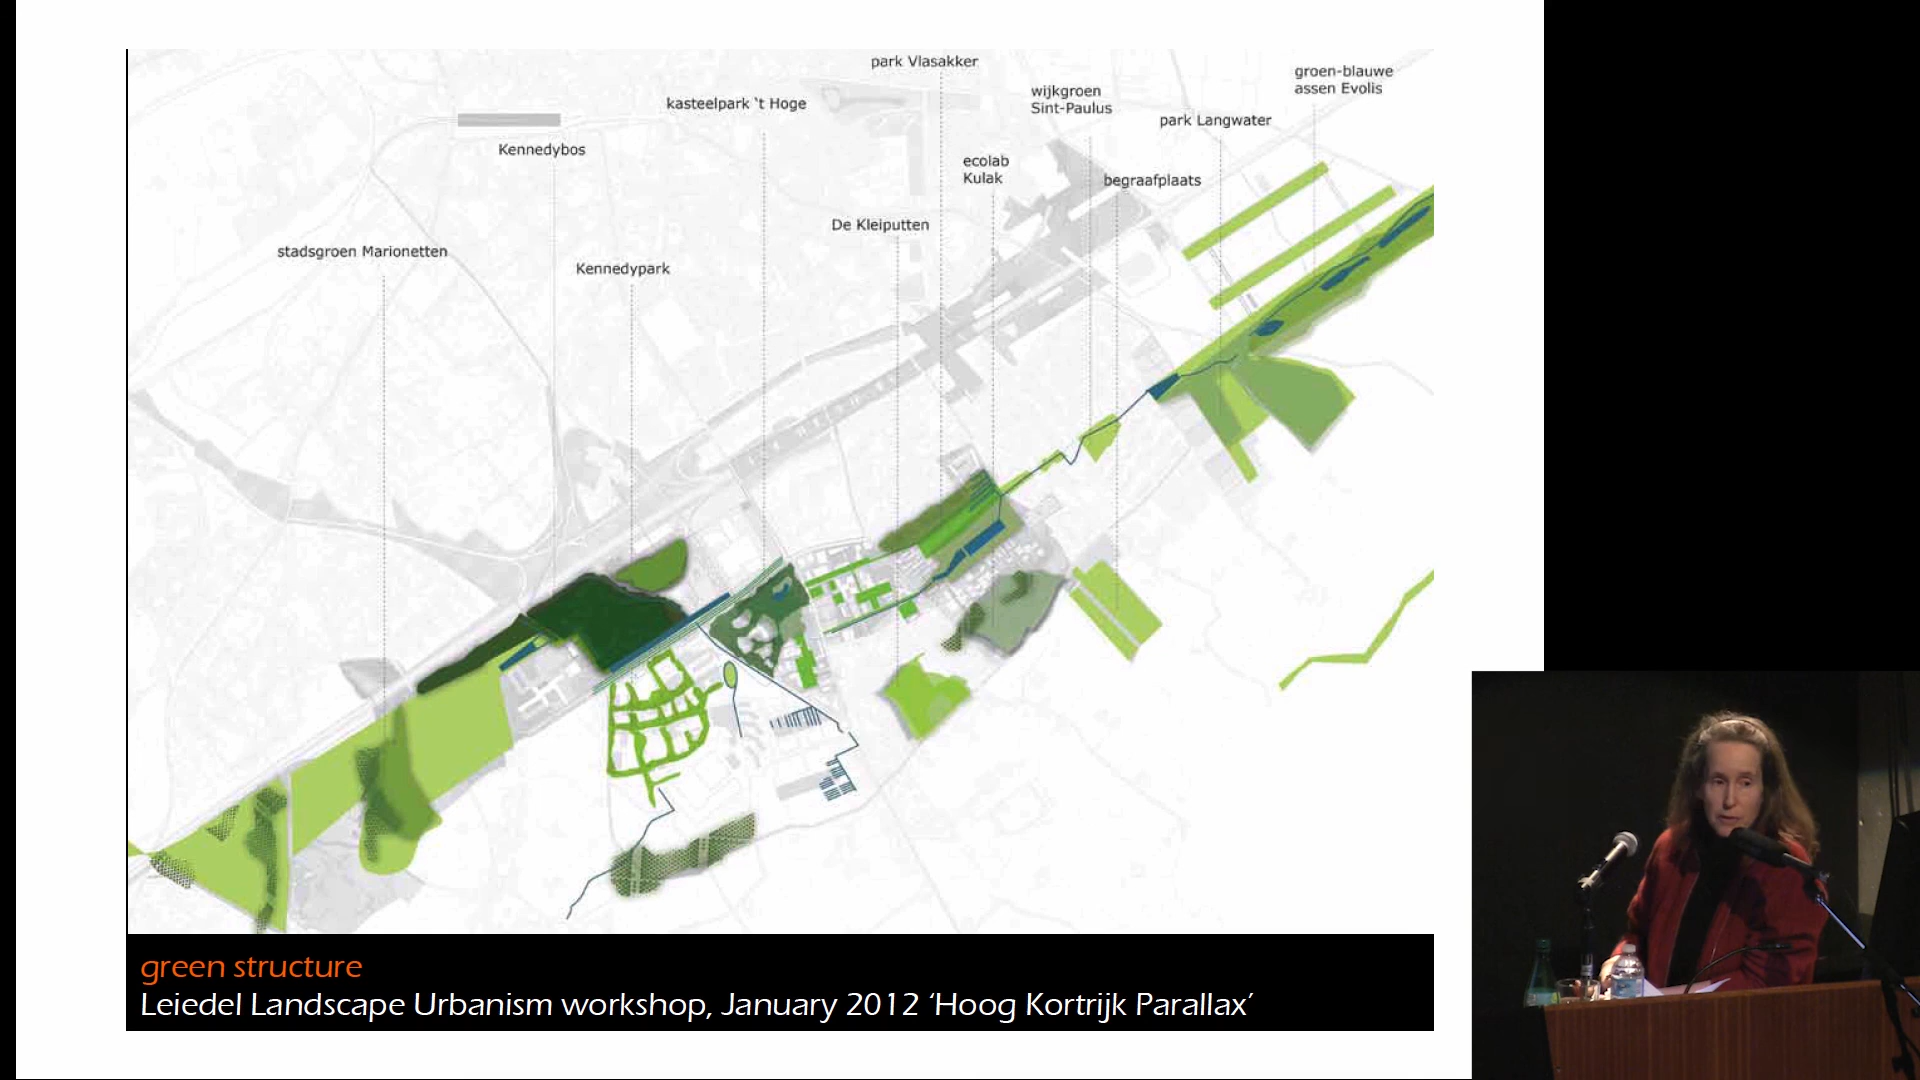 park Vlasakker
groen-blauwe
assen Evolis
wijkgroen
Sint-Paulus
kasteelpark 't Hoge
park Langwater
Kennedybos
ecolab
Kulak
begraafplaats
De Kleiputten
stadsgroen Marionetten
Kennedypark
green structure
Leiedel Landscape Urbanism workshop, January 2012 ‘Hoog Kortrijk Parallax’